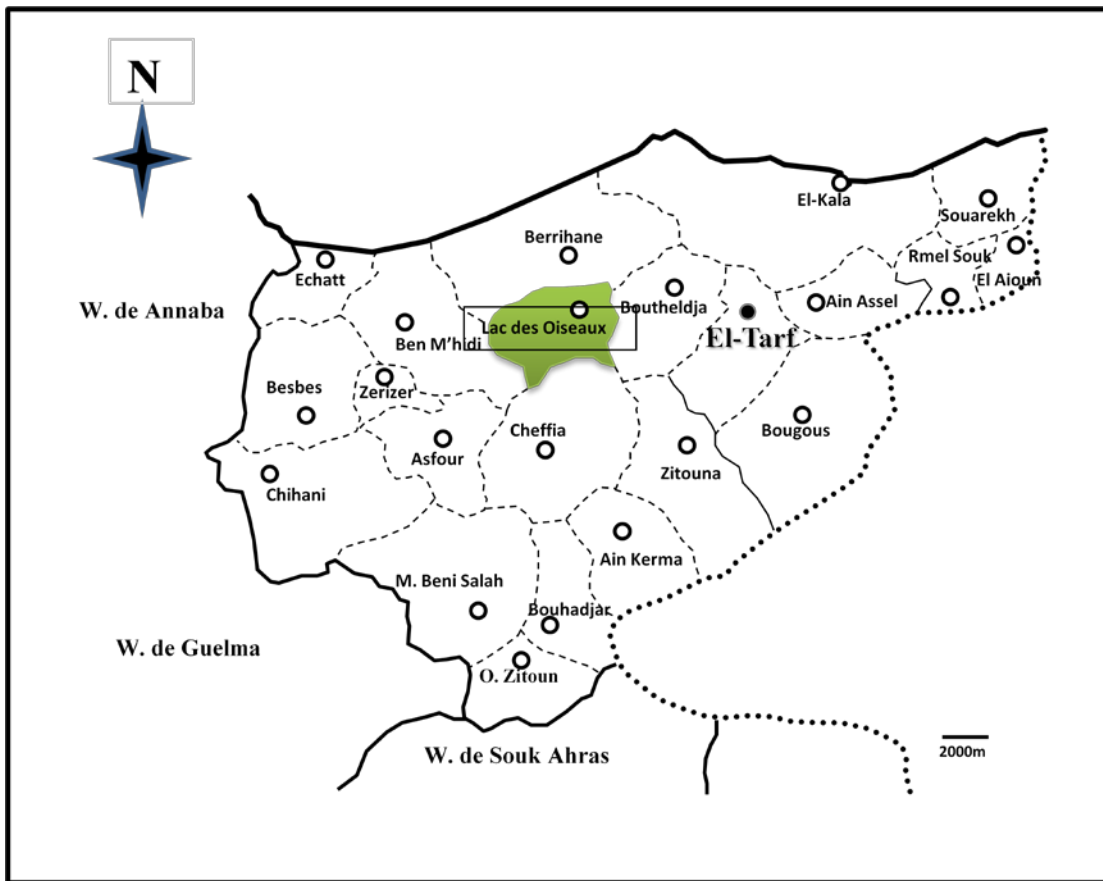 N
El-Kala
Souarekh
Berrihane
Rmel Souk
Echatt
El Aioun
W. de Annaba
Boutheldja
Ain Assel
Lac des Oiseaux
El-Tarf
Ben M'hidi
Besbes
Zerizer
Cheffia
Bougous
Asfour
Zitouna
Chihani
Ain Kerma
M. Beni Salah
Bouhadjar
W. de Guelma
O. Zitoun
W. de Souk Ahras
2000m